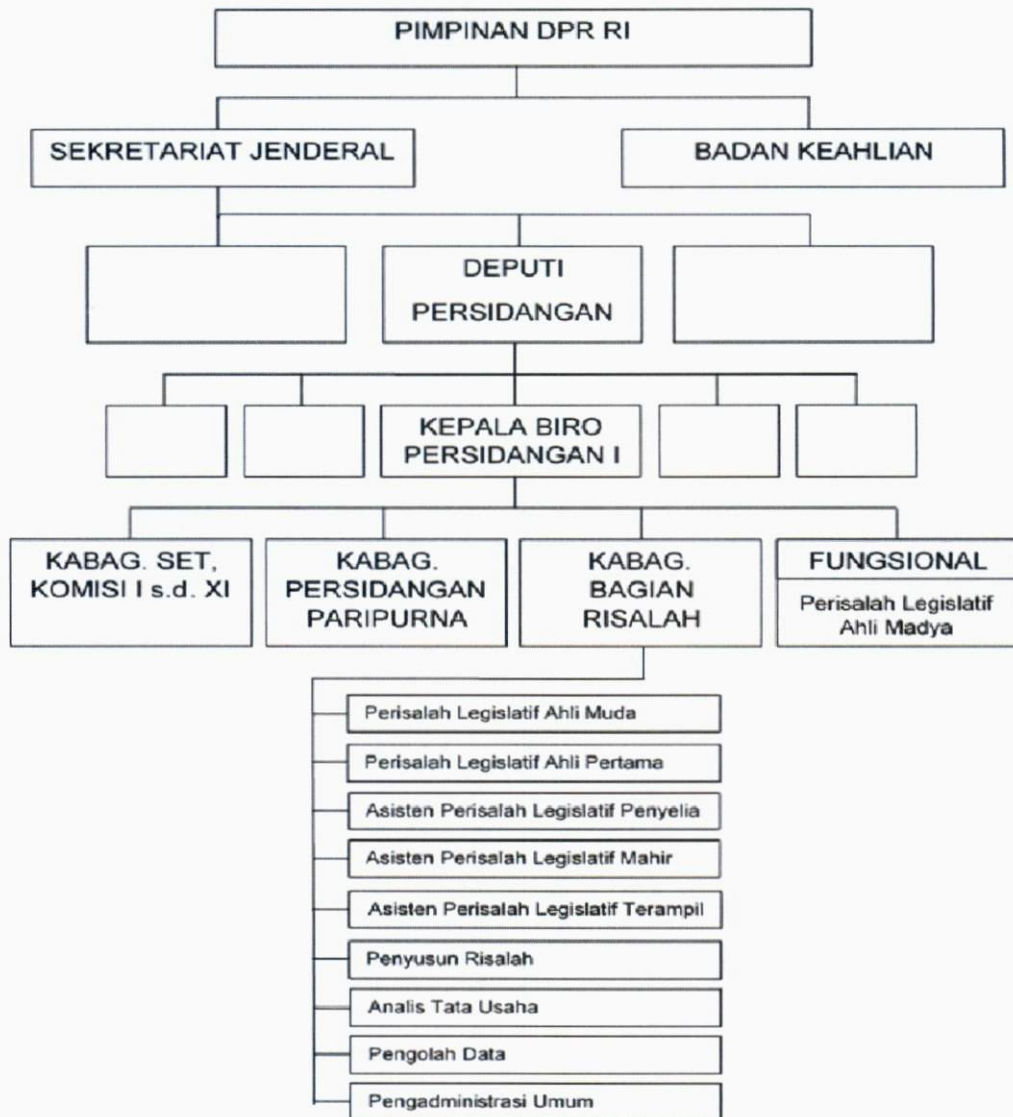 PIMPINAN DPR RI
SEKRETARIAT JENDERAL
BADAN KEAHLIAN
DEPUTI
PERSIDANGAN
KEPALA BIRO
PERSIDANGAN I
KABAG. SET,
KOMISI I s.d. XI
KABAG.
PERSIDANGAN
PARIPURNA
KABAG.
BAGIAN
RISALAH
FUNGSIONAL
Perisalah Legislatif
Ahli Madya
Perisalah Legislatif Ahli Muda
Perisalah Legislatif Ahli Pertama
Asisten Perisalah Legislatif Penyelia
Asisten Perisalah Legislatif Mahir
Asisten Perisalah Legislatif Terampil
Penyusun Risalah
Analis Tata Usaha
Pengolah Data
Pengadministrasi Umum